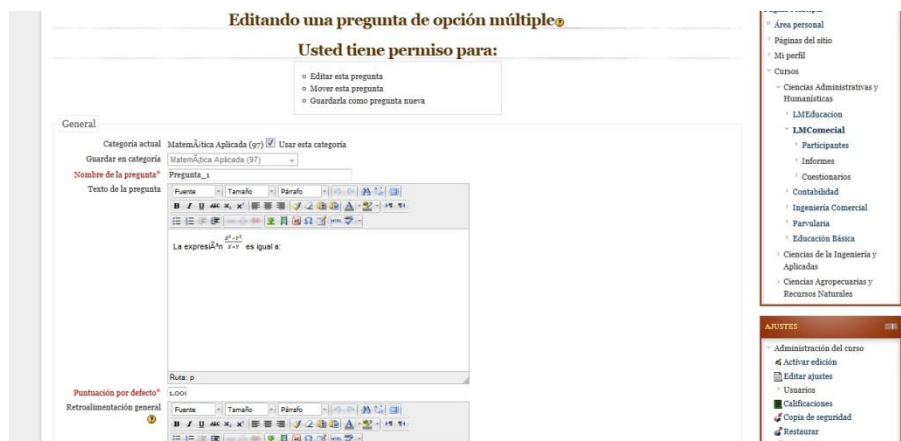 Editando una pregunta de opción múltiple
Usted tiene permiso para:
Editar esta pregunta
Mover esta pregunta
Guardarla como pregunta nueva
General
Categoría actual MatemÃ¡tica Aplicada (97) Usar esta categoría
Guardar en categoría MatemÃ¡tica Aplicada (97)
Nombre de la pregunta* Pregunta_1
Texto de la pregunta
Fuente Tamaño Párrafo
La expresiÃ³n es igual a:
Ruta: p
Puntuación por defecto* 1.00
Retroalimentación general
Fuente Tamaño Párrafo
Área personal
Páginas del sitio
Mi perfil
Cursos
Ciencias Administrativas y
Humanísticas
LMEducacion
LMComecial
Participantes
Informes
Cuestionarios
Contabilidad
Ingeniería Comercial
Parvularia
Educación Básica
Ciencias de la Ingeniería y
Aplicadas
Ciencias Agropecuarias y
Recursos Naturales
AJUSTES
Administración del curso
Activar edición
Editar ajustes
Usuarios
Calificaciones
Copia de seguridad
Restaurar